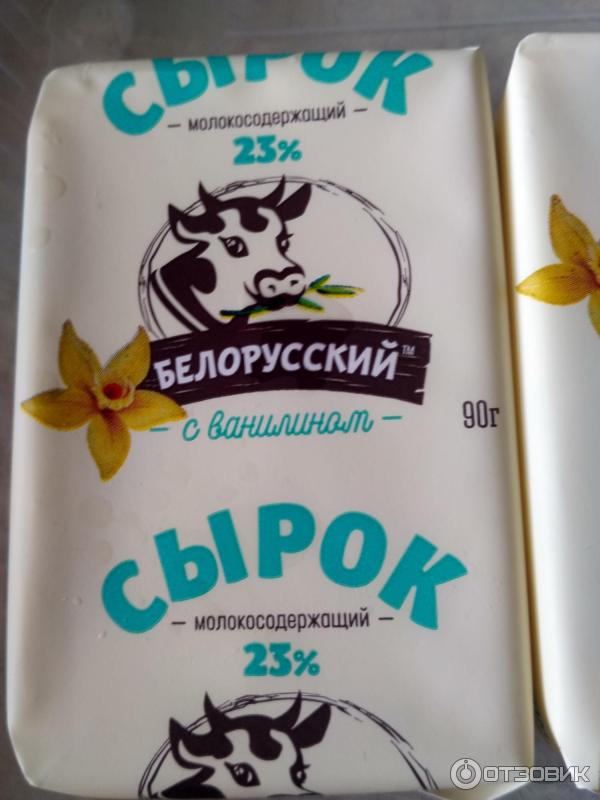 СЫРОК
— молокосодержащий —
23%
БЕЛОРУССКИЙ™
— с ванилином —
90г
СЫРОК
— молокосодержащий —
23%
ОТЗОВИК